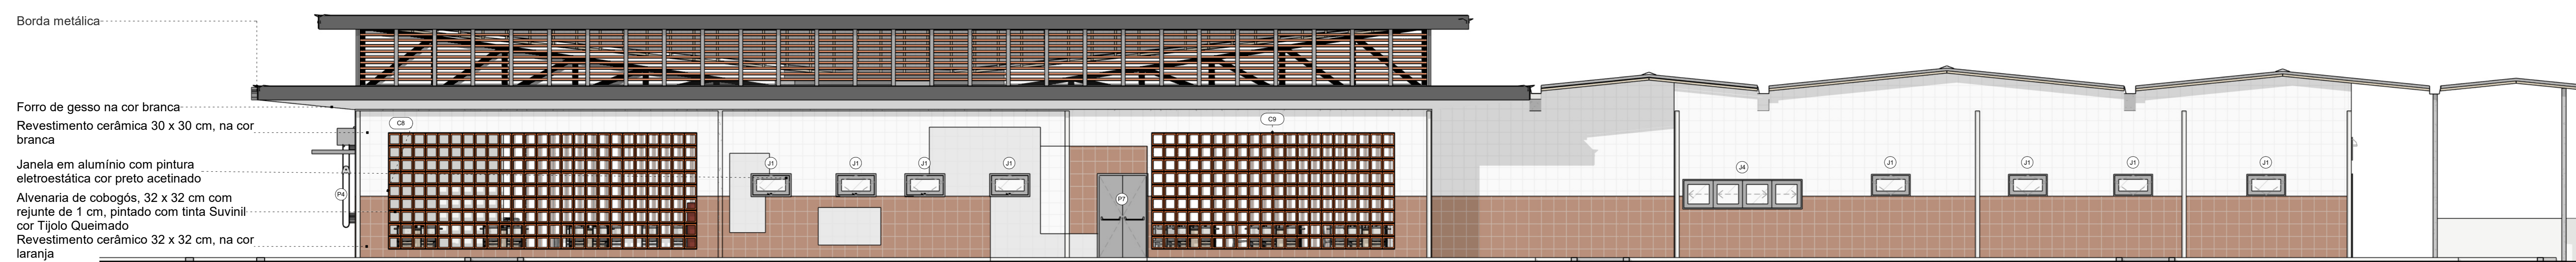 Borda metálica
Forro de gesso na cor branca
Revestimento cerâmica 30 x 30 cm, na cor
branca
Janela em alumínio com pintura
eletroestática cor preto acetinado
Alvenaria de cobogós, 32 x 32 cm com
rejunte de 1 cm, pintado com tinta Suvinil
cor Tijolo Queimado
Revestimento cerâmico 32 x 32 cm, na cor
laranja
P4
C8
J1
J1
J1
J1
P7
C9
J4
J1
J1
J1
J1